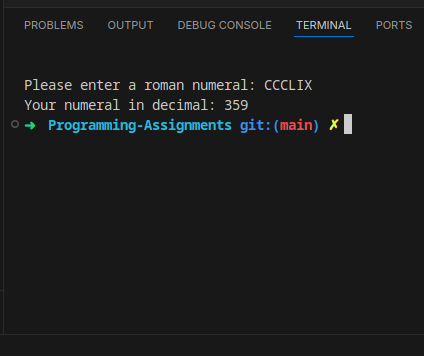 PROBLEMS OUTPUT DEBUG CONSOLE TERMINAL PORTS
Please enter a roman numeral: CCCLIX
Your numeral in decimal: 359
➜ Programming-Assignments git:(main) ✗